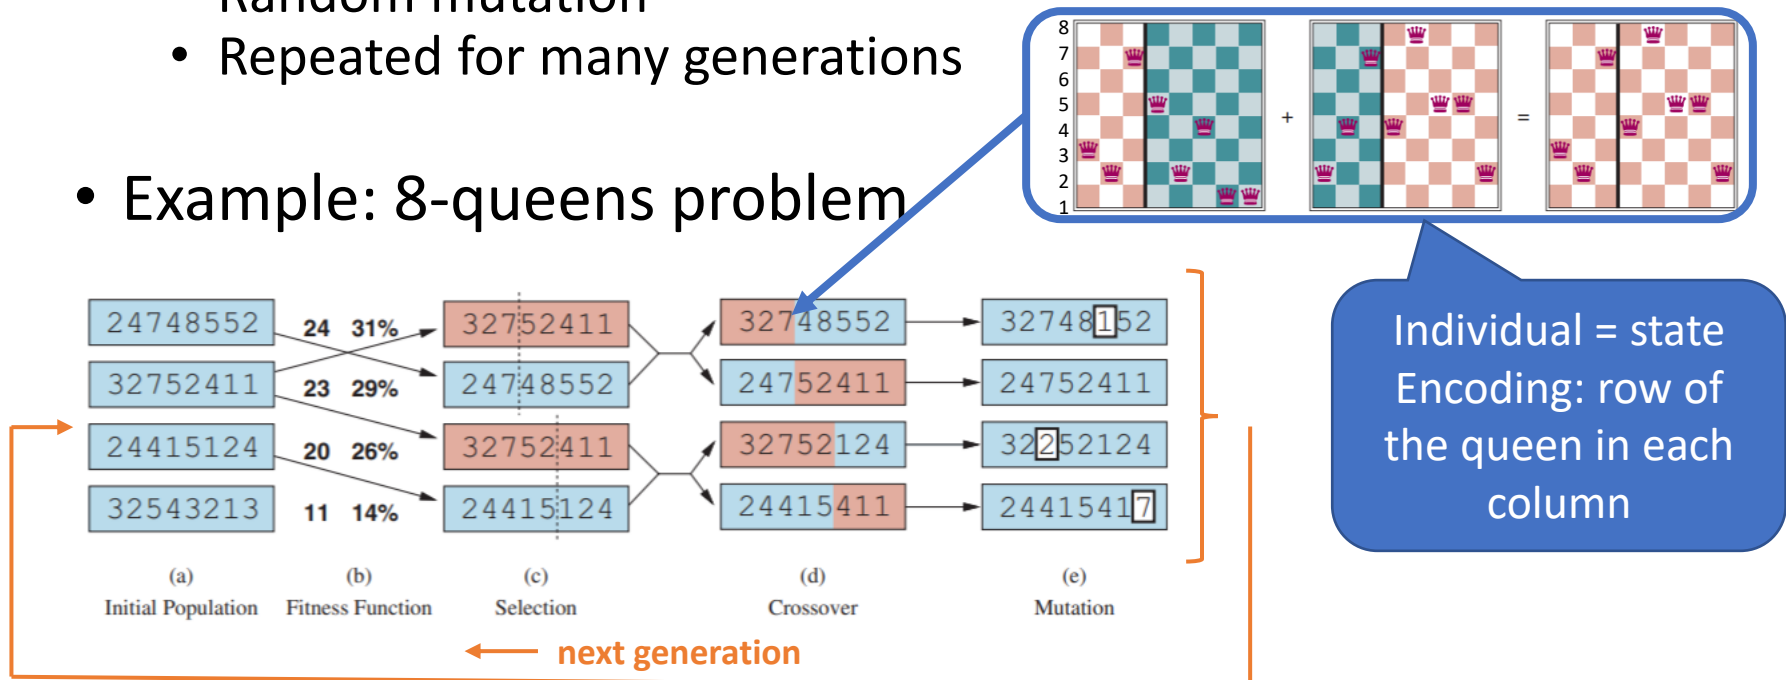 Random mutation
• Repeated for many generations
• Example: 8-queens problem
8
7
6
5
4
3
2
1
+
=
Individual = state
Encoding: row of
the queen in each
column
24748552
24 31%
32752411
32748552
32748152
32752411
23 29%
24748552
24752411
24752411
24415124
20 26%
32752411
32752124
32252124
32543213
11 14%
24415124
24415411
24415417
(a)
(b)
(c)
(d)
(e)
Initial Population
Fitness Function
Selection
Crossover
Mutation
next generation